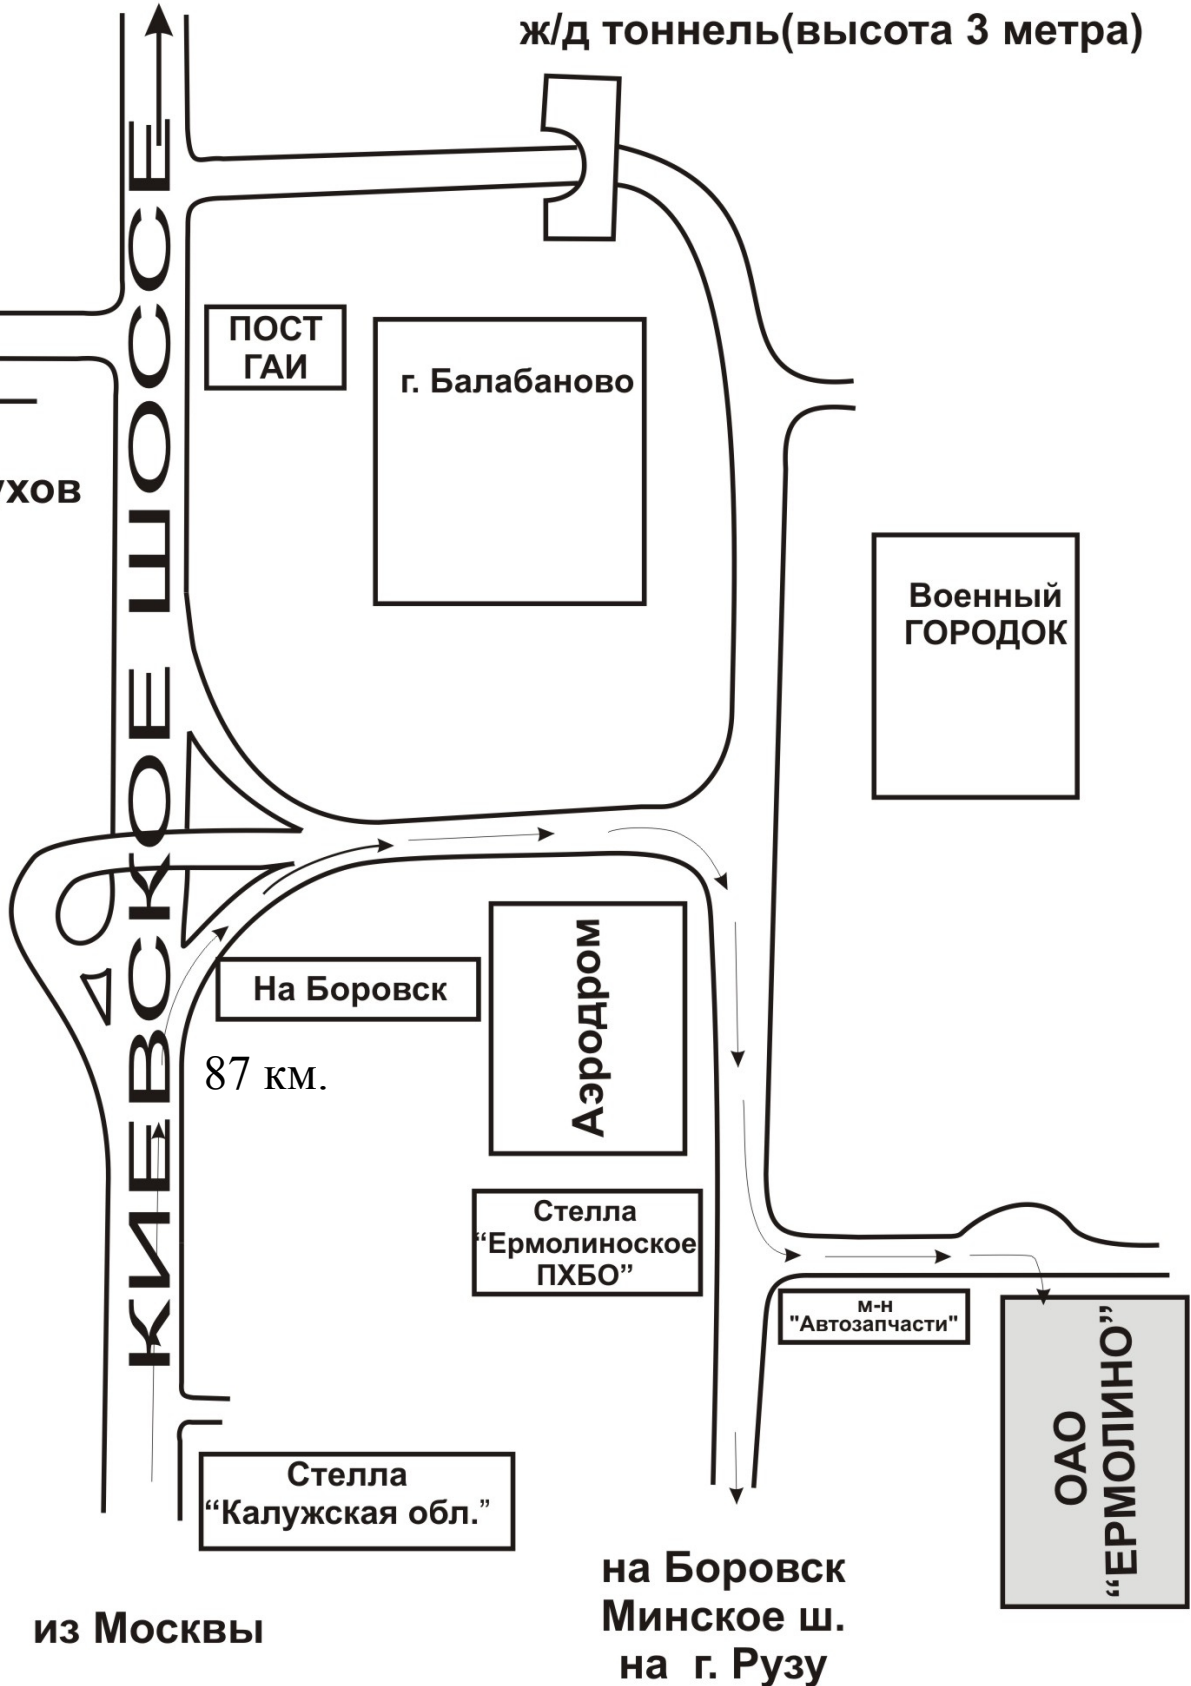 ж/д тоннель(высота 3 метра)
КИЕВСКОЕ ШОССЕ
ПОСТ
ГАИ
г. Балабаново
Военный
ГОРОДОК
На Боровск
87 км.
Аэродром
Стелла
“Ермолиноское
ПХБО”
м-н
"Автозапчасти"
ОАО
“ЕРМОЛИНО”
Стелла
“Калужская обл.”
из Москвы
на Боровск
Минское ш.
на г. Рузу